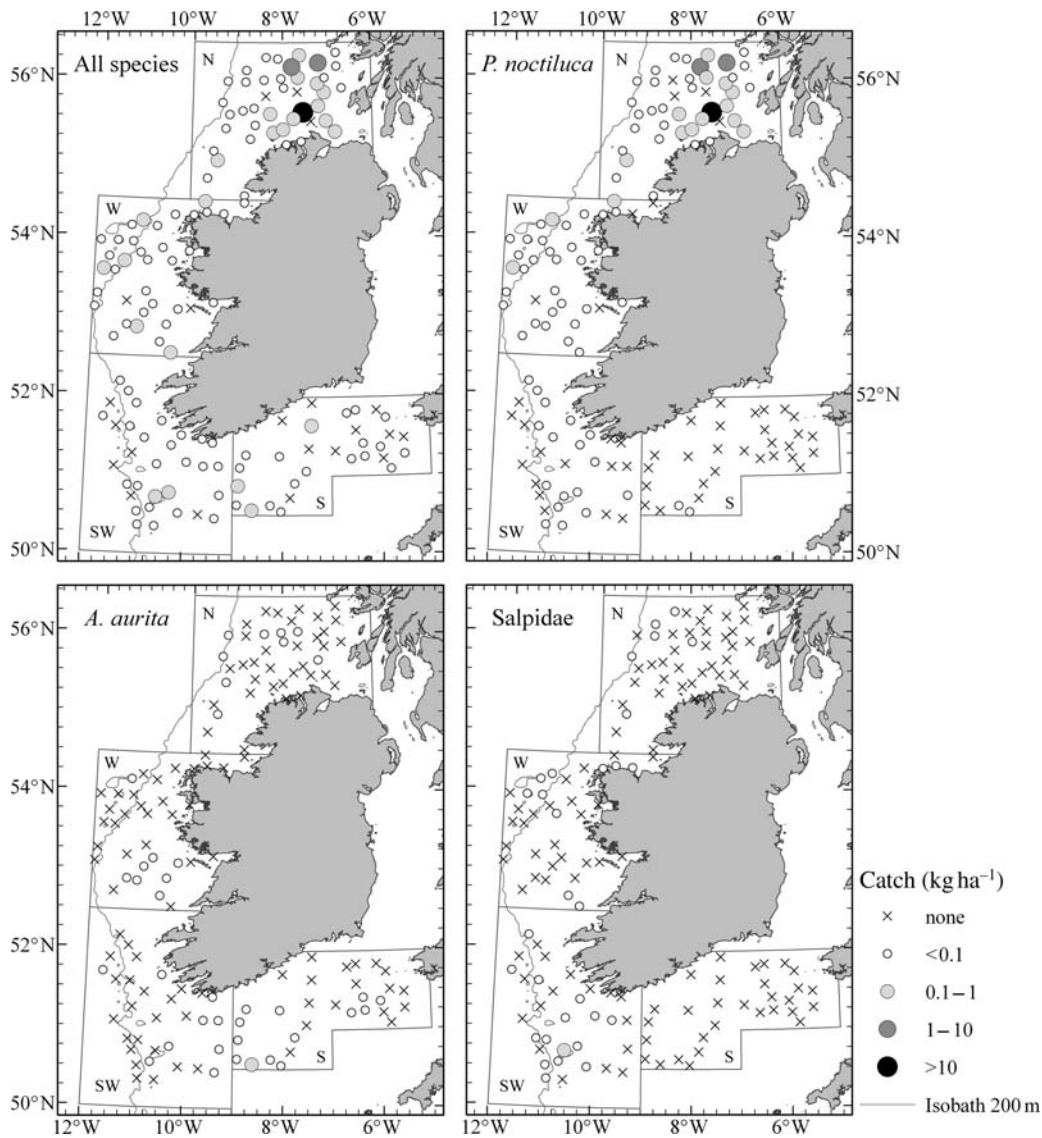 12°W 10°W 8°W 6°W 12°W 10°W 8°W 6°W
All species N P. noctiluca N
56°N 56°N
54°N W W 54°N
52°N 52°N
S S
SW SW
50°N 50°N
A. aurita N Salpidae N
56°N
54°N W W
Catch (kg ha−1)
none
52°N <0.1
0.1–1
1–10
S S
>10
SW SW
50°N Isobath 200 m
12°W 10°W 8°W 6°W 12°W 10°W 8°W 6°W